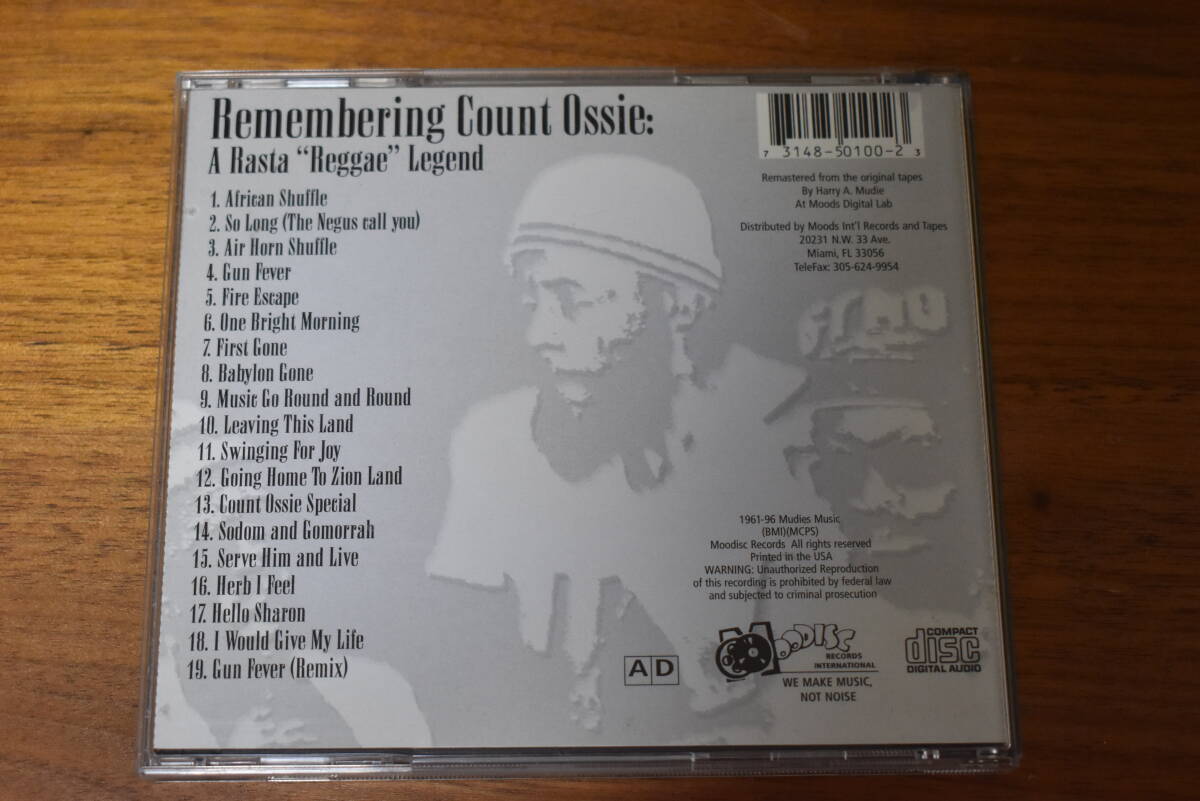 Remembering Count Ossie:
A Rasta "Reggae" Legend
1. African Shuffle
2. So Long (The Negus call you)
3. Air Horn Shuffle
4. Gun Fever
5. Fire Escape
6. One Bright Morning
7. First Gone
8. Babylon Gone
9. Music Go Round and Round
10. Leaving This Land
11. Swinging For Joy
12. Going Home To Zion Land
13. Count Ossie Special
14. Sodom and Gomorrah
15. Serve Him and Live
16. Herb I Feel
17. Hello Sharon
18. I Would Give My Life
19. Gun Fever (Remix)
7 3148-50100-2 3
Remastered from the original tapes
By Harry A. Mudie
At Moods Digital Lab
Distributed by Moods Int'l Records and Tapes
20231 N.W. 33 Ave.
Miami, FL 33056
TeleFax: 305-624-9954
1961-96 Mudies Music
(BMI)(MCPS)
Moodisc Records All rights reserved
Printed in the USA
WARNING: Unauthorized Reproduction
of this recording is prohibited by federal law
and subjected to criminal prosecution
AD
MOODISC
RECORDS
INTERNATIONAL
WE MAKE MUSIC,
NOT NOISE
COMPACT
disc
DIGITAL AUDIO